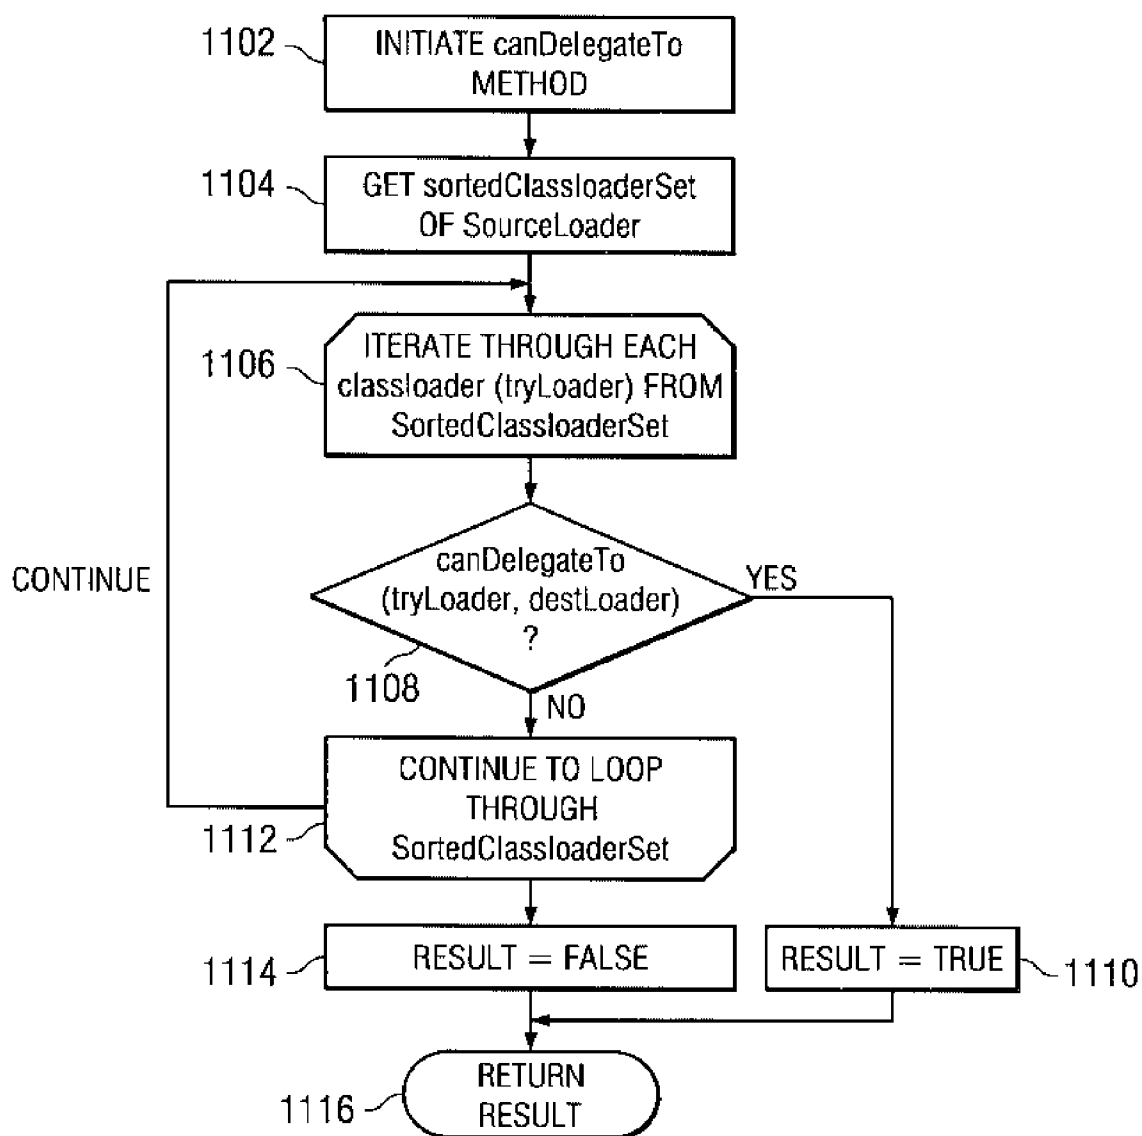 1102
INITIATE canDelegateTo
METHOD
1104
GET sortedClassloaderSet
OF SourceLoader
1106
ITERATE THROUGH EACH
classloader (tryLoader) FROM
SortedClassloaderSet
CONTINUE
canDelegateTo
(tryLoader, destLoader)
?
YES
1108
NO
CONTINUE TO LOOP
THROUGH
SortedClassloaderSet
1112
1114
RESULT = FALSE
RESULT = TRUE
1110
RETURN
RESULT
1116